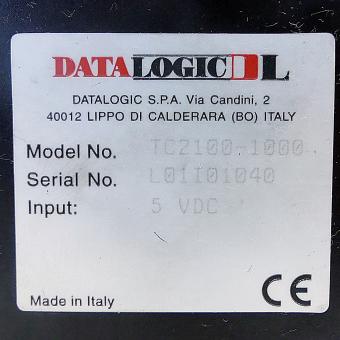 DATALOGIC DL
DATALOGIC S.P.A. Via Candini, 2
40012 LIPPO DI CALDERARA (BO) ITALY
Model No. TC2100-1000
Serial No. L01I01040
Input: 5 VDC
Made in Italy CE